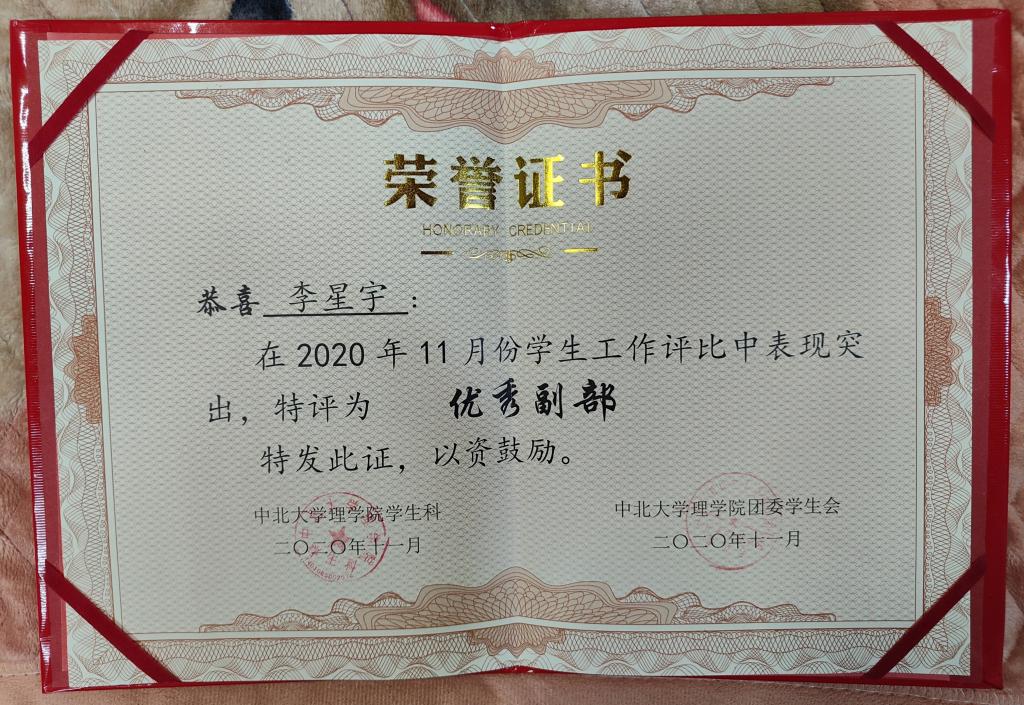 荣誉证书
HONORARY CREDENTIAL
恭喜 李星宇 :
在 2020 年 11 月份学生工作评比中表现突
出，特评为 优秀副部
特发此证，以资鼓励。
中北大学理学院学生科
二〇二〇年十一月
中北大学理学院团委学生会
二〇二〇年十一月